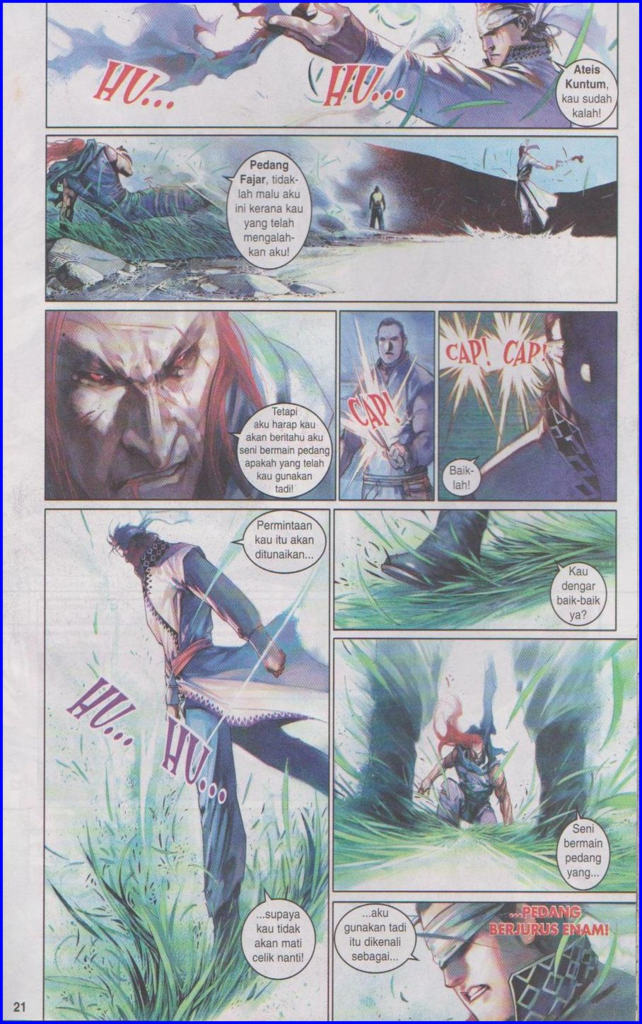 HU...
HU...
Ateis
Kuntum,
kau sudah
kalah!
Pedang
Fajar, tidak-
lah malu aku
ini kerana kau
yang telah
mengalah-
kan aku!
Tetapi
aku harap kau
akan beritahu aku
seni bermain pedang
apakah yang telah
kau gunakan
tadi!
CAP!
CAP! CAP!
Baik-
lah!
Permintaan
kau itu akan
ditunaikan...
HU...
HU...
...supaya
kau tidak
akan mati
celik nanti!
Kau
dengar
baik-baik
ya?
Seni
bermain
pedang
yang...
...aku
gunakan tadi
itu dikenali
sebagai...
...PEDANG
BERJURUS ENAM!
21